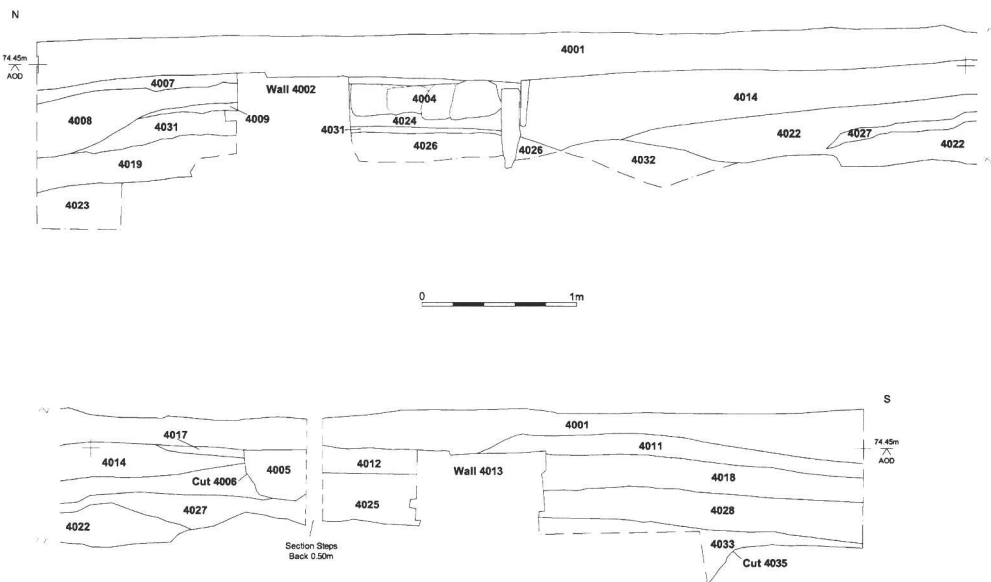 N
4001
74.45m
AOD
4007
Wall 4002
4004
4014
4008
4009
4024
4031
4031
4022
4027
4026
4026
4022
4019
4032
4023
0
1m
S
4001
4017
4011
74.45m
AOD
4014
4005
4012
Wall 4013
4018
Cut 4006
4025
4028
4027
4022
4033
Section Steps
Back 0.50m
Cut 4035